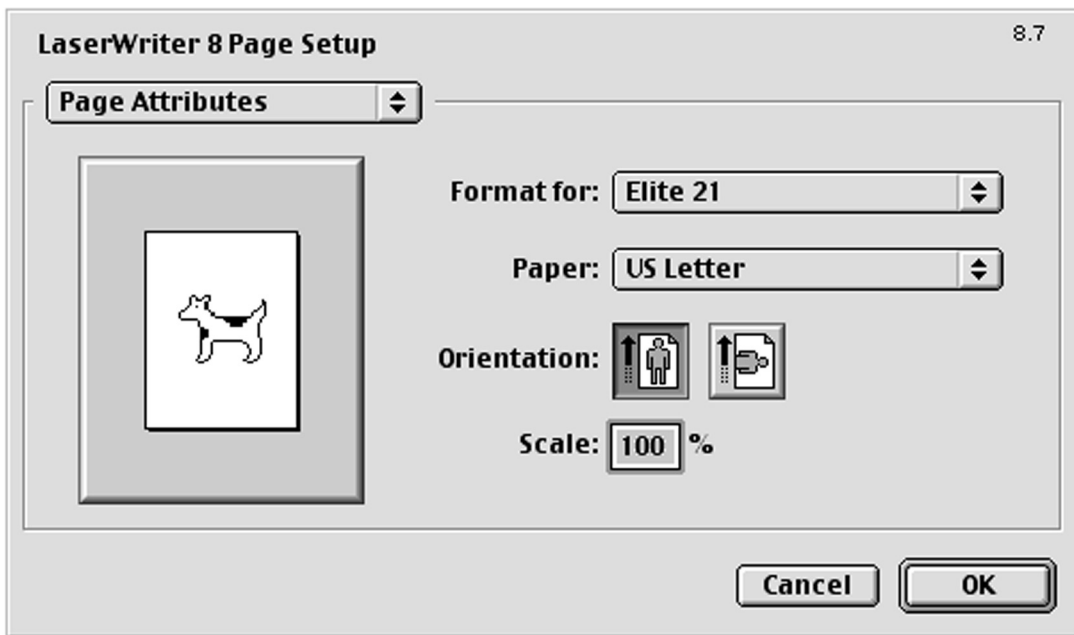 LaserWriter 8 Page Setup
8.7
Page Attributes
Format for: Elite 21
Paper: US Letter
Orientation:
Scale: 100 %
Cancel OK